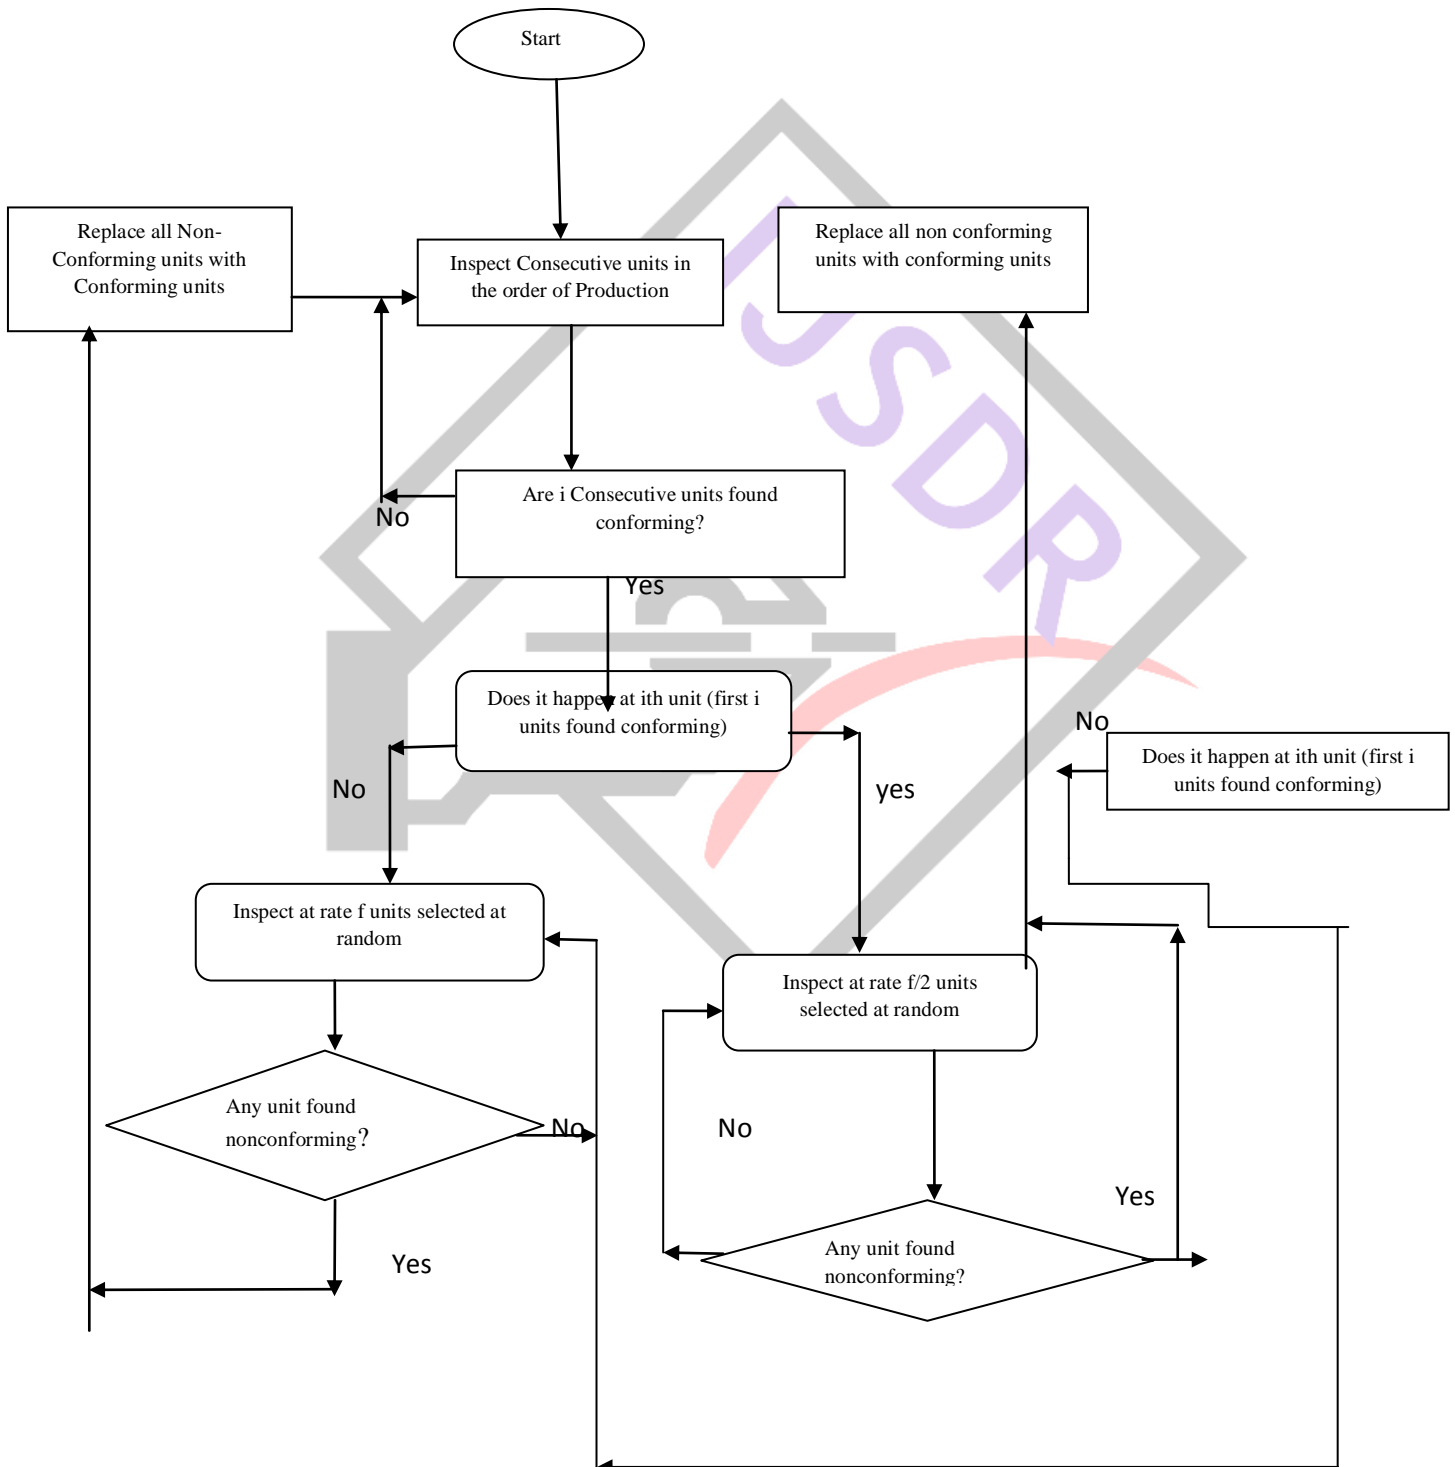 Start
Replace all Non-
Conforming units with
Conforming units
Inspect Consecutive units in
the order of Production
Replace all non conforming
units with conforming units
IJSDR
Are i Consecutive units found
conforming?
No
Yes
Does it happen at ith unit (first i
units found conforming)
No
yes
No
Does it happen at ith unit (first i
units found conforming)
Inspect at rate f units selected at
random
Inspect at rate f/2 units
selected at random
Any unit found
nonconforming?
No
No
Yes
Yes
Any unit found
nonconforming?